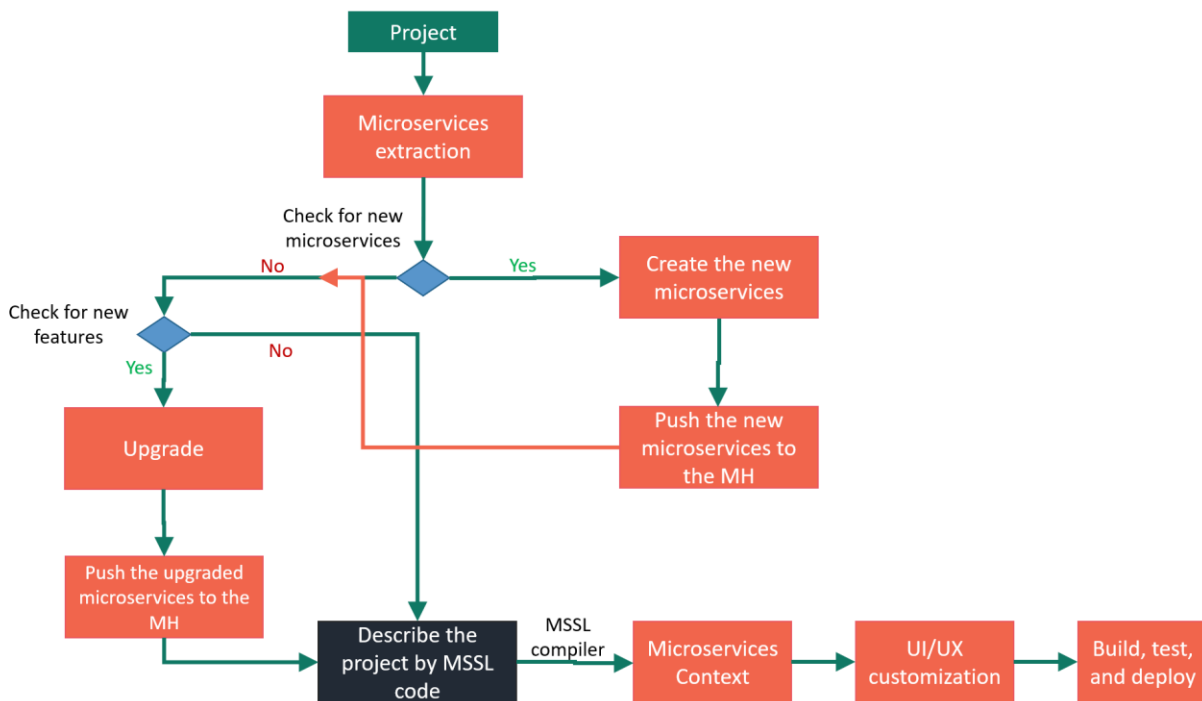 Project
Microservices
extraction
Check for new
microservices
No
Yes
Create the new
microservices
Check for new
features
No
Yes
Upgrade
Push the new
microservices to
the MH
Push the upgraded
microservices to the
MH
Describe the
project by MSSL
code
MSSL
compiler
Microservices
Context
UI/UX
customization
Build, test,
and deploy